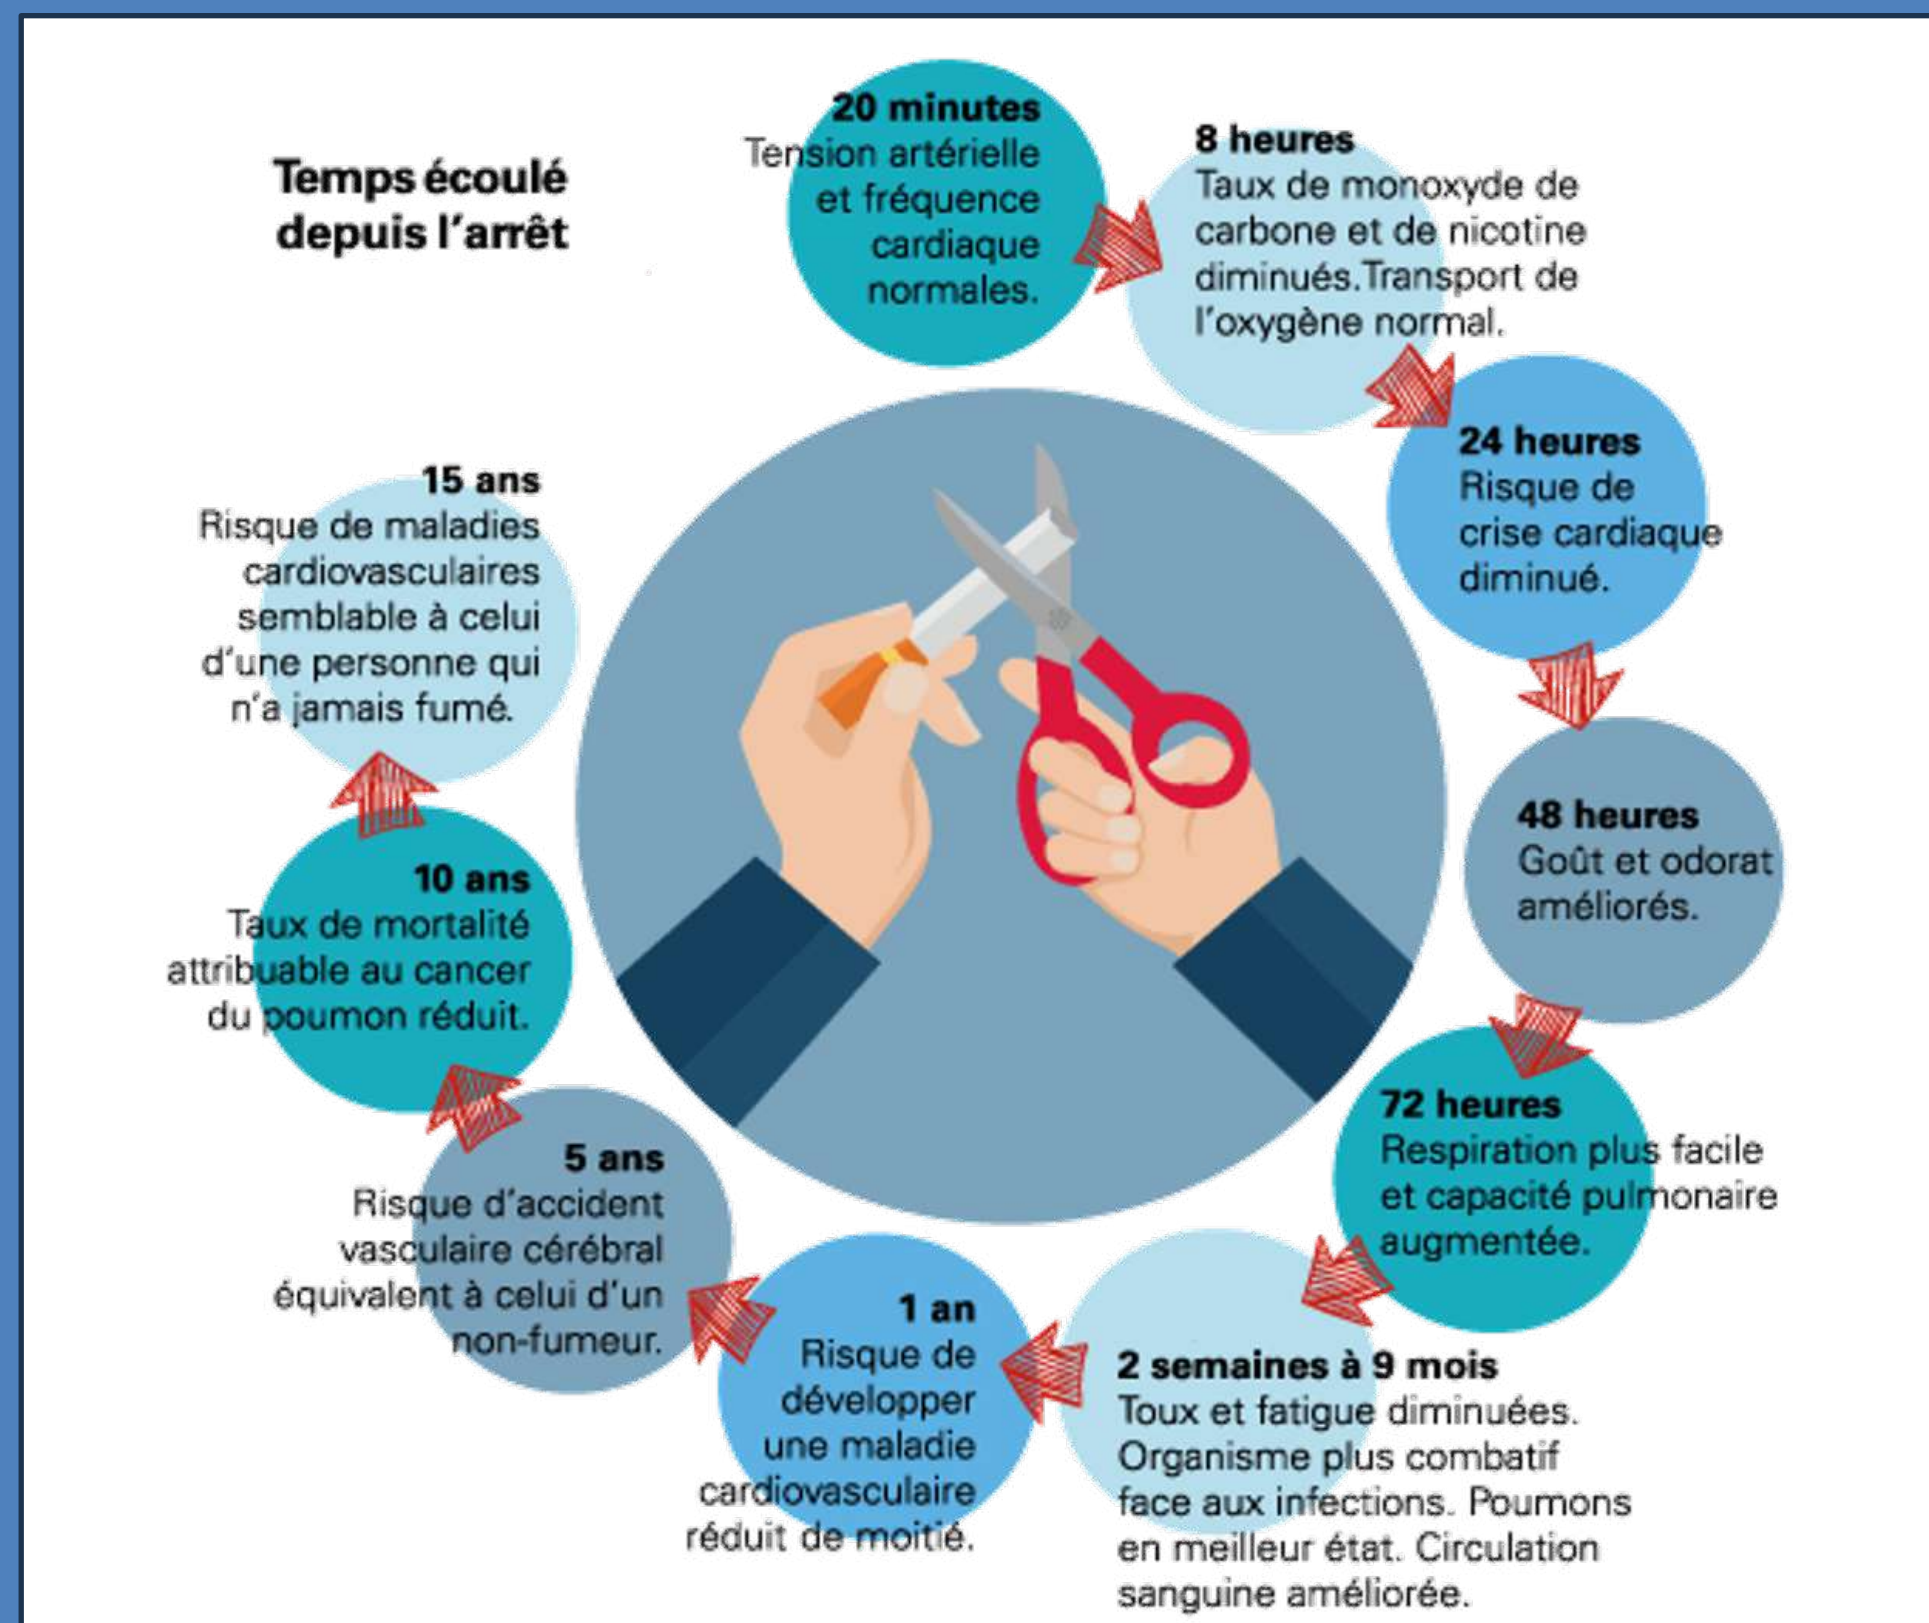 Temps écoulé
depuis l'arrêt
20 minutes
Tension artérielle
et fréquence
cardiaque
normales.
8 heures
Taux de monoxyde de
carbone et de nicotine
diminués.Transport de
l'oxygène normal.
24 heures
Risque de
crise cardiaque
diminué.
48 heures
Goût et odorat
améliorés.
72 heures
Respiration plus facile
et capacité pulmonaire
augmentée.
2 semaines à 9 mois
Toux et fatigue diminuées.
Organisme plus combatif
face aux infections. Poumons
en meilleur état. Circulation
sanguine améliorée.
1 an
Risque de
développer
une maladie
cardiovasculaire
réduit de moitié.
5 ans
Risque d'accident
vasculaire cérébral
équivalent à celui d'un
non-fumeur.
10 ans
Taux de mortalité
attribuable au cancer
du poumon réduit.
15 ans
Risque de maladies
cardiovasculaires
semblable à celui
d'une personne qui
n'a jamais fumé.